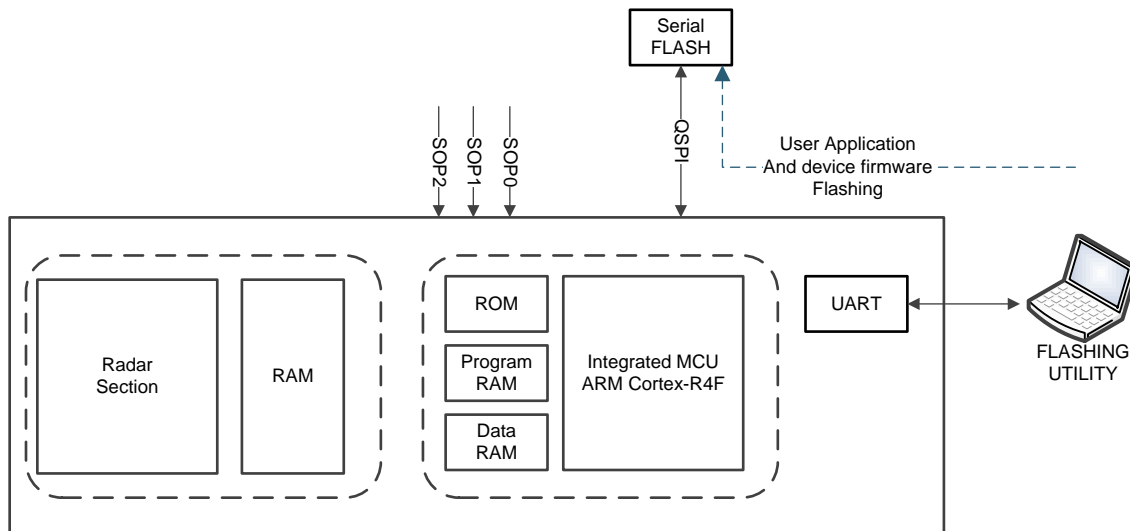 Serial
FLASH
SOP2
SOP1
SOP0
QSPI
User Application
And device firmware
Flashing
Radar
Section
RAM
ROM
Program
RAM
Data
RAM
Integrated MCU
ARM Cortex-R4F
UART
FLASHING
UTILITY